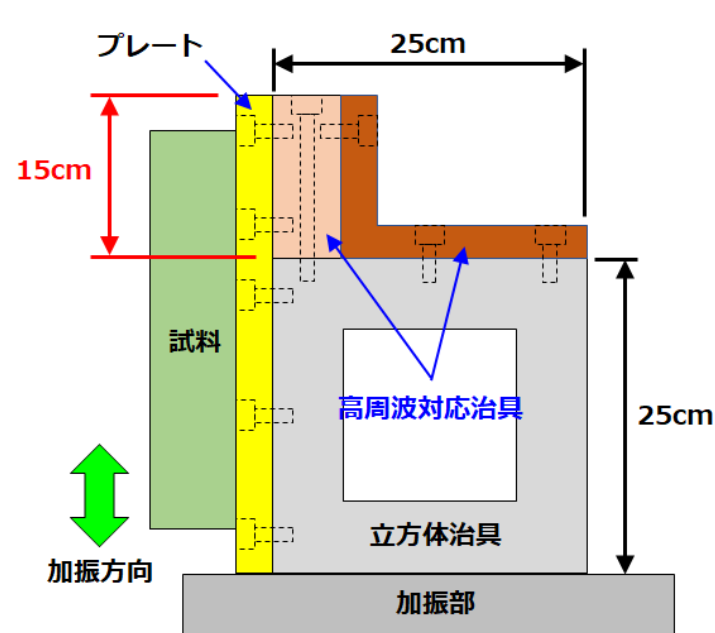 プレート
25cm
15cm
試料
高周波対応治具
25cm
立方体治具
加振方向
加振部